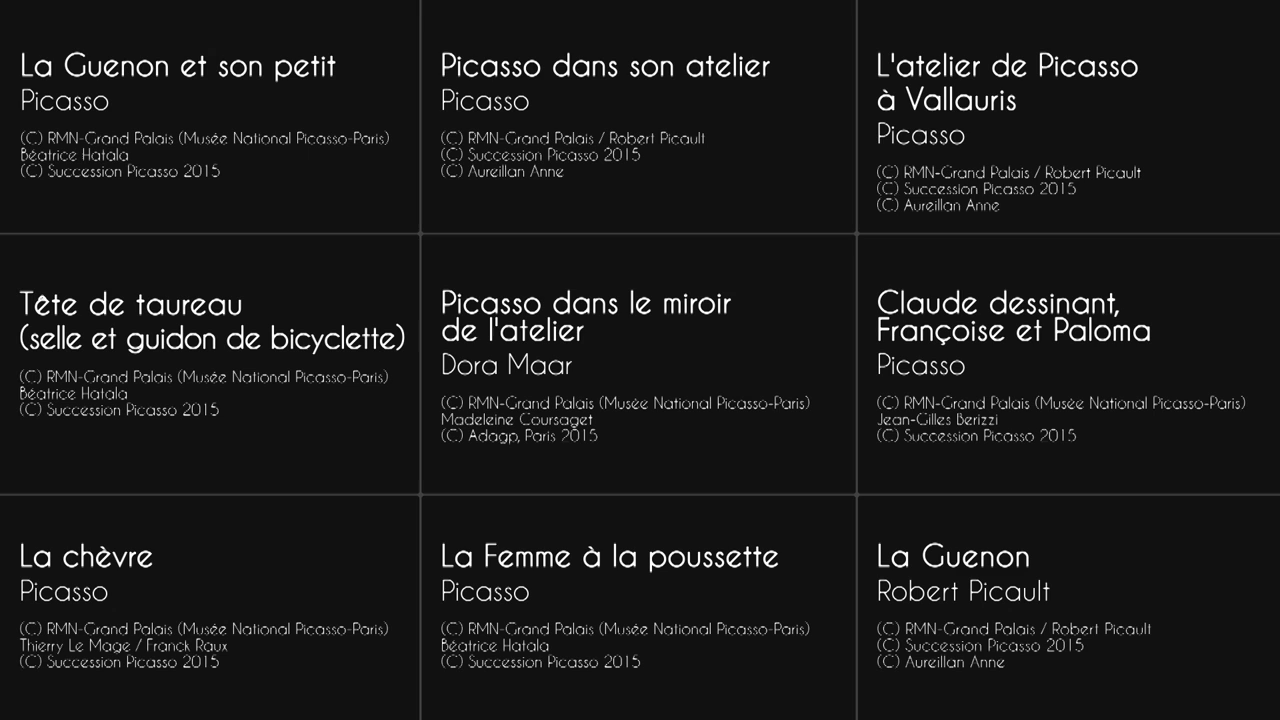 La Guenon et son petit
Picasso
(C) RMN-Grand Palais (Musée National Picasso-Paris)
Béatrice Hatala
(C) Succession Picasso 2015
Picasso dans son atelier
Picasso
(C) RMN-Grand Palais / Robert Picault
(C) Succession Picasso 2015
(C) Aureillan Anne
L'atelier de Picasso
à Vallauris
Picasso
(C) RMN-Grand Palais / Robert Picault
(C) Succession Picasso 2015
(C) Aureillan Anne
Tête de taureau
(selle et guidon de bicyclette)
(C) RMN-Grand Palais (Musée National Picasso-Paris)
Béatrice Hatala
(C) Succession Picasso 2015
Picasso dans le miroir
de l'atelier
Dora Maar
(C) RMN-Grand Palais (Musée National Picasso-Paris)
Madeleine Coursaget
(C) Adagp, Paris 2015
Claude dessinant,
Françoise et Paloma
Picasso
(C) RMN-Grand Palais (Musée National Picasso-Paris)
Jean-Gilles Berizzi
(C) Succession Picasso 2015
La chèvre
Picasso
(C) RMN-Grand Palais (Musée National Picasso-Paris)
Thierry Le Mage / Franck Raux
(C) Succession Picasso 2015
La Femme à la poussette
Picasso
(C) RMN-Grand Palais (Musée National Picasso-Paris)
Béatrice Hatala
(C) Succession Picasso 2015
La Guenon
Robert Picault
(C) RMN-Grand Palais / Robert Picault
(C) Succession Picasso 2015
(C) Aureillan Anne